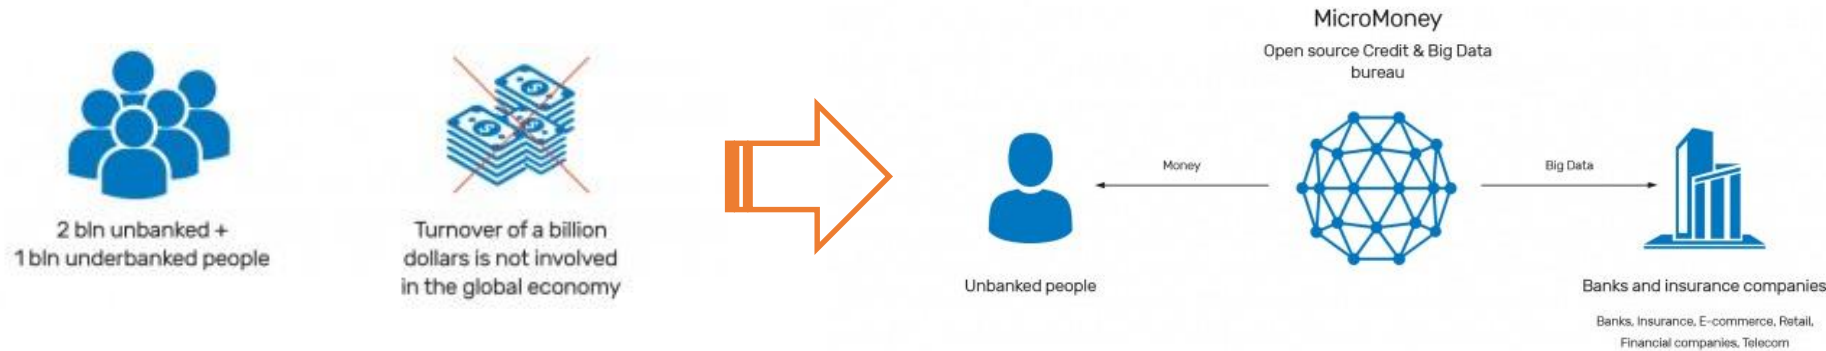 2 bln unbanked +
1 bln underbanked people
Turnover of a billion
dollars is not involved
in the global economy
MicroMoney
Open source Credit & Big Data
bureau
Money
Big Data
Unbanked people
Banks and insurance companies
Banks, Insurance, E-commerce, Retail,
Financial companies, Telecom